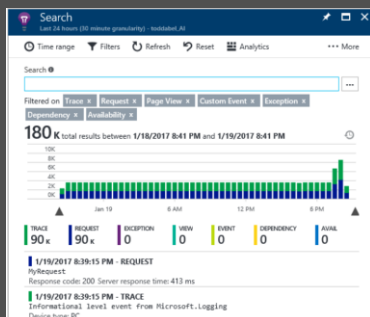 Search
Last 24 hours (30 minute granularity) - toddabel_AI
Time range Filters Refresh Reset Analytics ··· More
Search
...
Filtered on Trace × Request × Page View × Custom Event × Exception ×
Dependency × Availability ×
180 K total results between 1/18/2017 8:41 PM and 1/19/2017 8:41 PM
10K
8K
6K
4K
2K
0K
Jan 19 6 AM 12 PM 6 PM
TRACE REQUEST EXCEPTION VIEW EVENT DEPENDENCY AVAIL
90 K 90 K 0 0 0 0 0
1/19/2017 8:39:15 PM - REQUEST
MyRequest
Response code: 200 Server response time: 413 ms
1/19/2017 8:39:15 PM - TRACE
Informational level event from Microsoft.Logging
Device type: PC